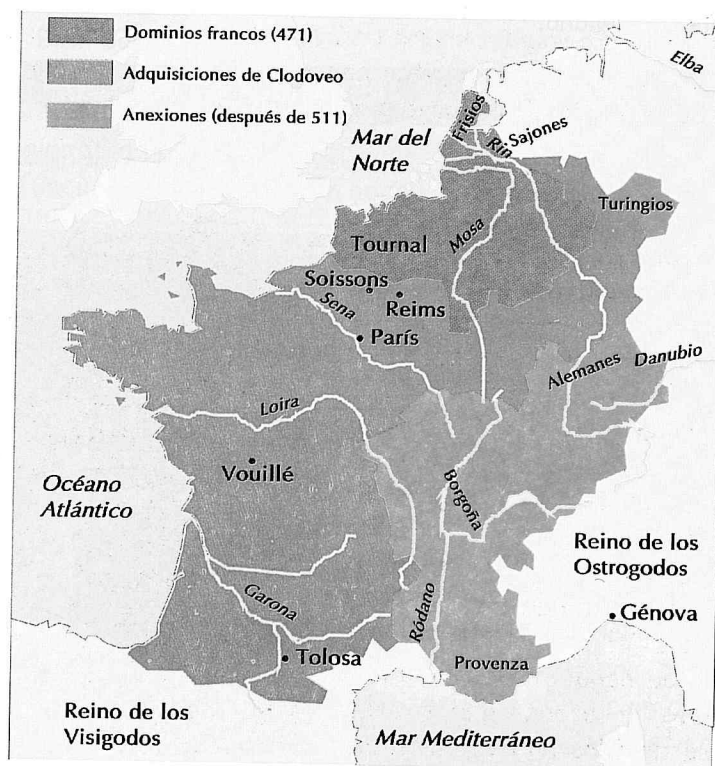 Dominios francos (471)
Adquisiciones de Clodoveo
Anexiones (después de 511)
Elba
Mar del
Norte
Frisios
Rin
Sajones
Turingios
Tournal
Mosa
Soissons
Reims
Sena
París
Alemanes
Danubio
Loira
Vouillé
Borgoña
Océano
Atlántico
Reino de los
Ostrogodos
Génova
Garona
Ródano
Tolosa
Provenza
Reino de los
Visigodos
Mar Mediterráneo